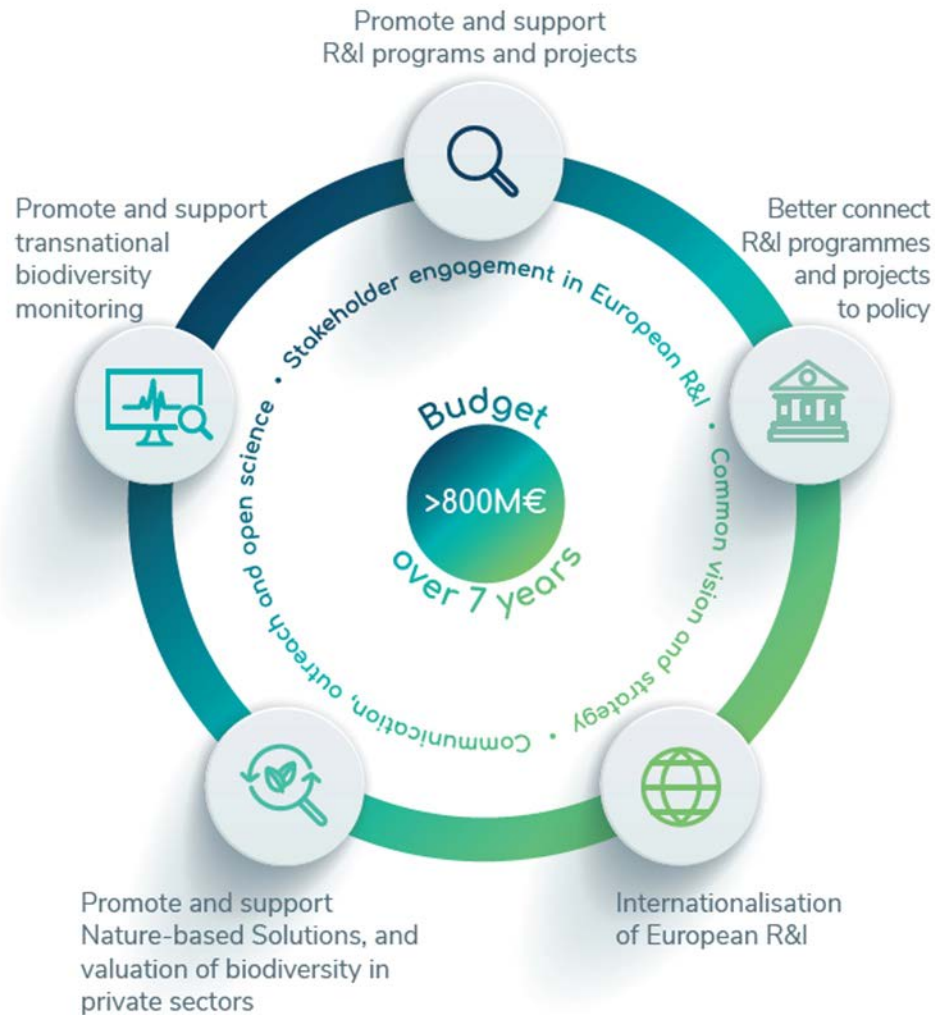 Promote and support
R&I programs and projects
Promote and support
transnational
biodiversity
monitoring
Better connect
R&I programmes
and projects
to policy
• Stakeholder engagement in European R&I • Common vision and strategy • Communication, outreach and open science
Budget
>800M€
over 7 years
Promote and support
Nature-based Solutions, and
valuation of biodiversity in
private sectors
Internationalisation
of European R&I